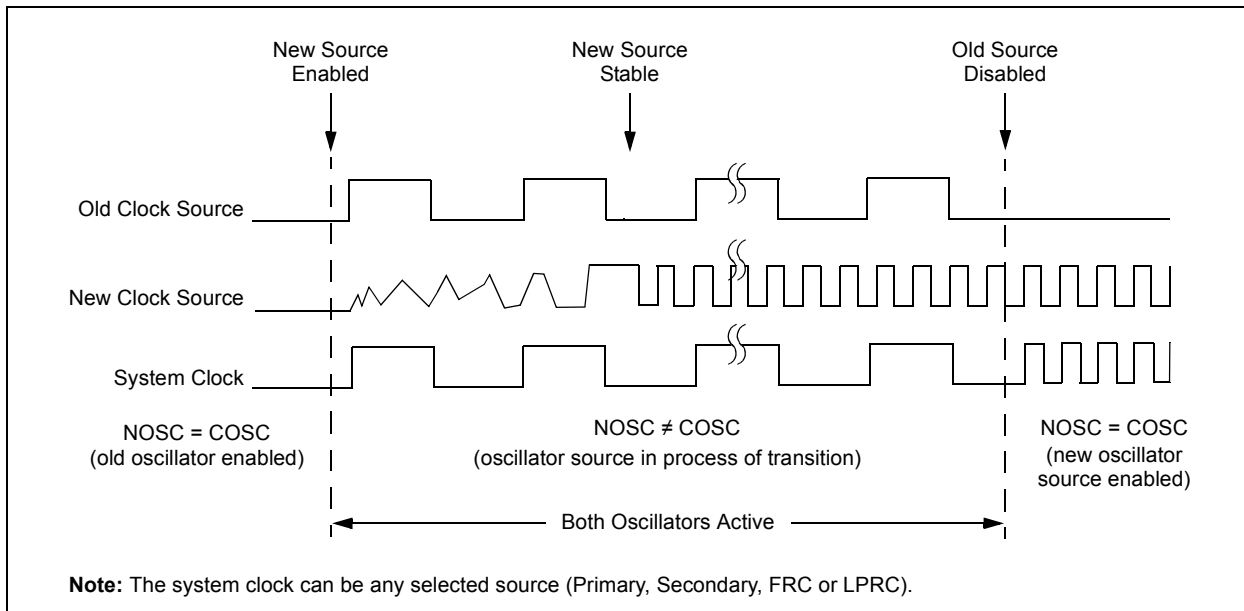 New Source
Enabled
New Source
Stable
Old Source
Disabled
Old Clock Source
New Clock Source
System Clock
NOSC = COSC
(old oscillator enabled)
NOSC ≠ COSC
(oscillator source in process of transition)
NOSC = COSC
(new oscillator
source enabled)
Both Oscillators Active
Note: The system clock can be any selected source (Primary, Secondary, FRC or LPRC).